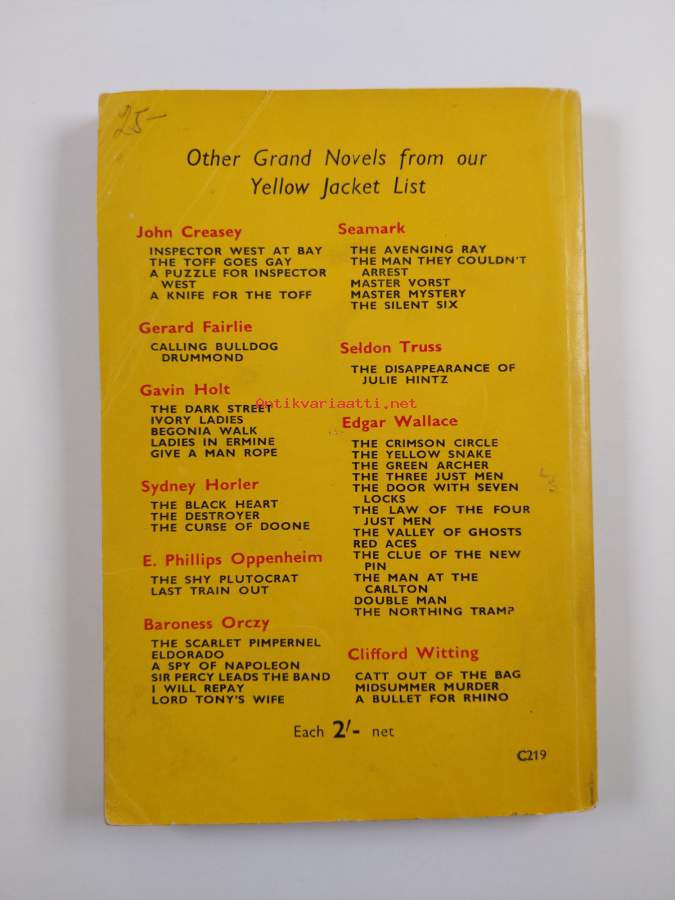 25-
Other Grand Novels from our
Yellow Jacket List
John Creasey
INSPECTOR WEST AT BAY
THE TOFF GOES GAY
A PUZZLE FOR INSPECTOR
WEST
A KNIFE FOR THE TOFF
Gerard Fairlie
CALLING BULLDOG
DRUMMOND
Gavin Holt
THE DARK STREET
IVORY LADIES
BEGONIA WALK
LADIES IN ERMINE
GIVE A MAN ROPE
Sydney Horler
THE BLACK HEART
THE DESTROYER
THE CURSE OF DOONE
E. Phillips Oppenheim
THE SHY PLUTOCRAT
LAST TRAIN OUT
Baroness Orczy
THE SCARLET PIMPERNEL
ELDORADO
A SPY OF NAPOLEON
SIR PERCY LEADS THE BAND
I WILL REPAY
LORD TONY'S WIFE
Seamark
THE AVENGING RAY
THE MAN THEY COULDN'T
ARREST
MASTER VORST
MASTER MYSTERY
THE SILENT SIX
Seldon Truss
THE DISAPPEARANCE OF
JULIE HINTZ
Antikvariaatti.net
Edgar Wallace
THE CRIMSON CIRCLE
THE YELLOW SNAKE
THE GREEN ARCHER
THE THREE JUST MEN
THE DOOR WITH SEVEN
LOCKS
THE LAW OF THE FOUR
JUST MEN
THE VALLEY OF GHOSTS
RED ACES
THE CLUE OF THE NEW
PIN
THE MAN AT THE
CARLTON
DOUBLE MAN
THE NORTHING TRAM?
Clifford Witting
CATT OUT OF THE BAG
MIDSUMMER MURDER
A BULLET FOR RHINO
Each 2/- net
C219